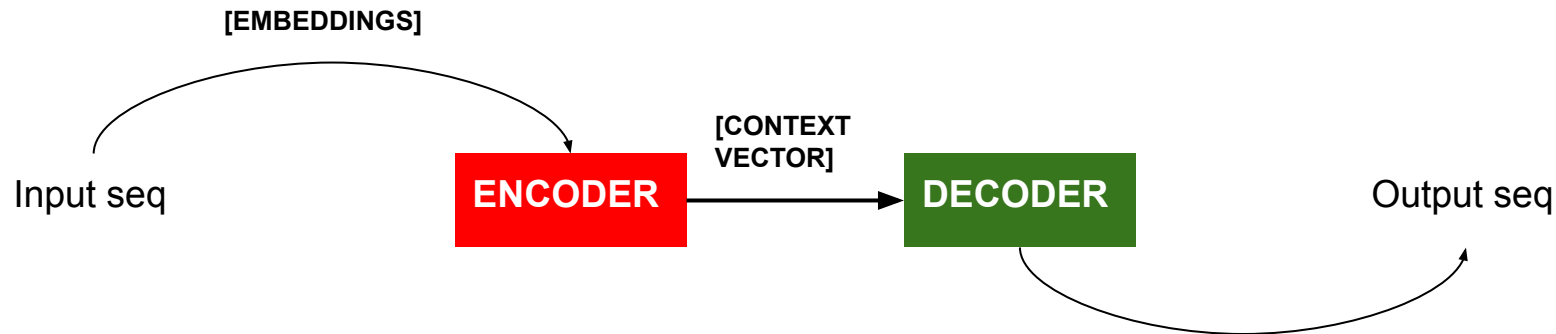 [EMBEDDINGS]
[CONTEXT
VECTOR]
Input seq
ENCODER
DECODER
Output seq